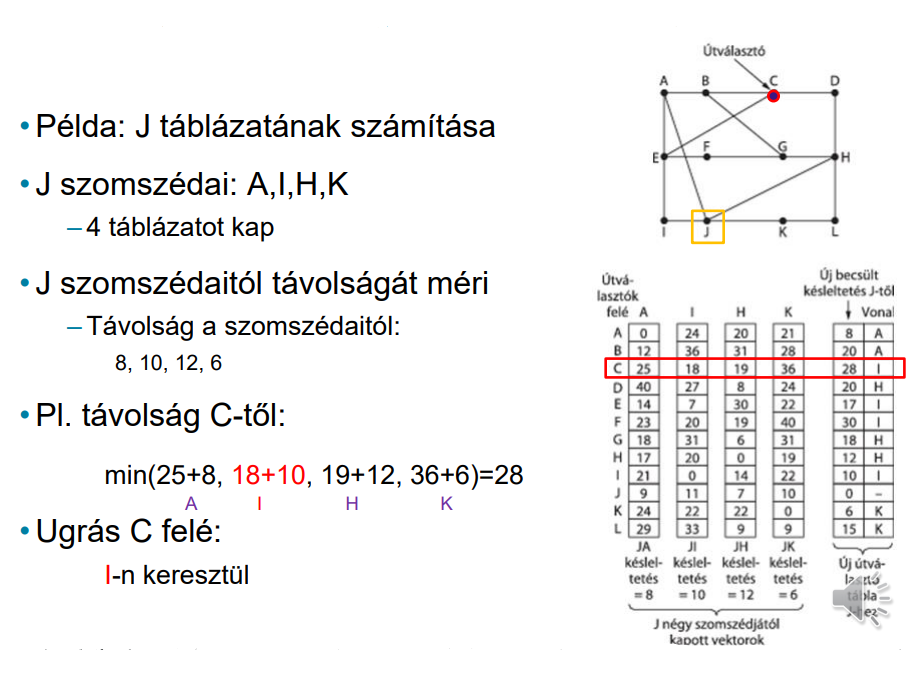 • Példa: J táblázatának számítása
• J szomszédai: A,I,H,K
– 4 táblázatot kap
• J szomszédaitól távolságát méri
– Távolság a szomszédaitól:
8, 10, 12, 6
• Pl. távolság C-től:
min(25+8, 18+10, 19+12, 36+6)=28
A I H K
• Ugrás C felé:
I-n keresztül
Útválasztó
A B C D
E F G H
I J K L
Útvá-
lasztók
felé A I H K
Új becsült
késleltetés J-től
Vonal
A 0 24 20 21 8 A
B 12 36 31 28 20 A
C 25 18 19 36 28 I
D 40 27 8 24 20 H
E 14 7 30 22 17 I
F 23 20 19 40 30 I
G 18 31 6 31 18 H
H 17 20 0 19 12 H
I 21 0 14 22 10 I
J 9 11 7 10 0 –
K 24 22 22 0 6 K
L 29 33 9 9 15 K
JA JI JH JK
késlel- késlel- késlel- késlel-
tetés tetés tetés tetés
= 8 = 10 = 12 = 6
Új útvá-
J négy szomszédjától
kapott vektorok